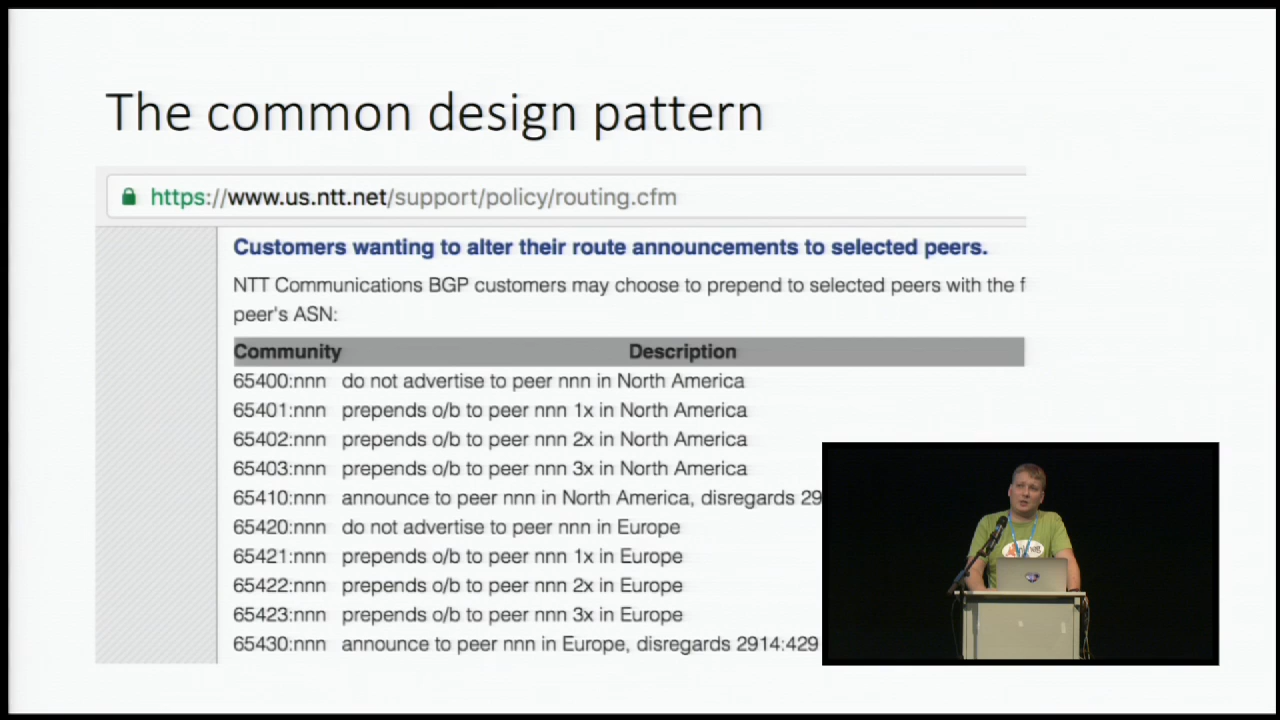 The common design pattern
https://www.us.ntt.net/support/policy/routing.cfm
Customers wanting to alter their route announcements to selected peers.
NTT Communications BGP customers may choose to prepend to selected peers with the f
peer's ASN:
Community Description
65400:nnn do not advertise to peer nnn in North America
65401:nnn prepends o/b to peer nnn 1x in North America
65402:nnn prepends o/b to peer nnn 2x in North America
65403:nnn prepends o/b to peer nnn 3x in North America
65410:nnn announce to peer nnn in North America, disregards 29
65420:nnn do not advertise to peer nnn in Europe
65421:nnn prepends o/b to peer nnn 1x in Europe
65422:nnn prepends o/b to peer nnn 2x in Europe
65423:nnn prepends o/b to peer nnn 3x in Europe
65430:nnn announce to peer nnn in Europe, disregards 2914:429